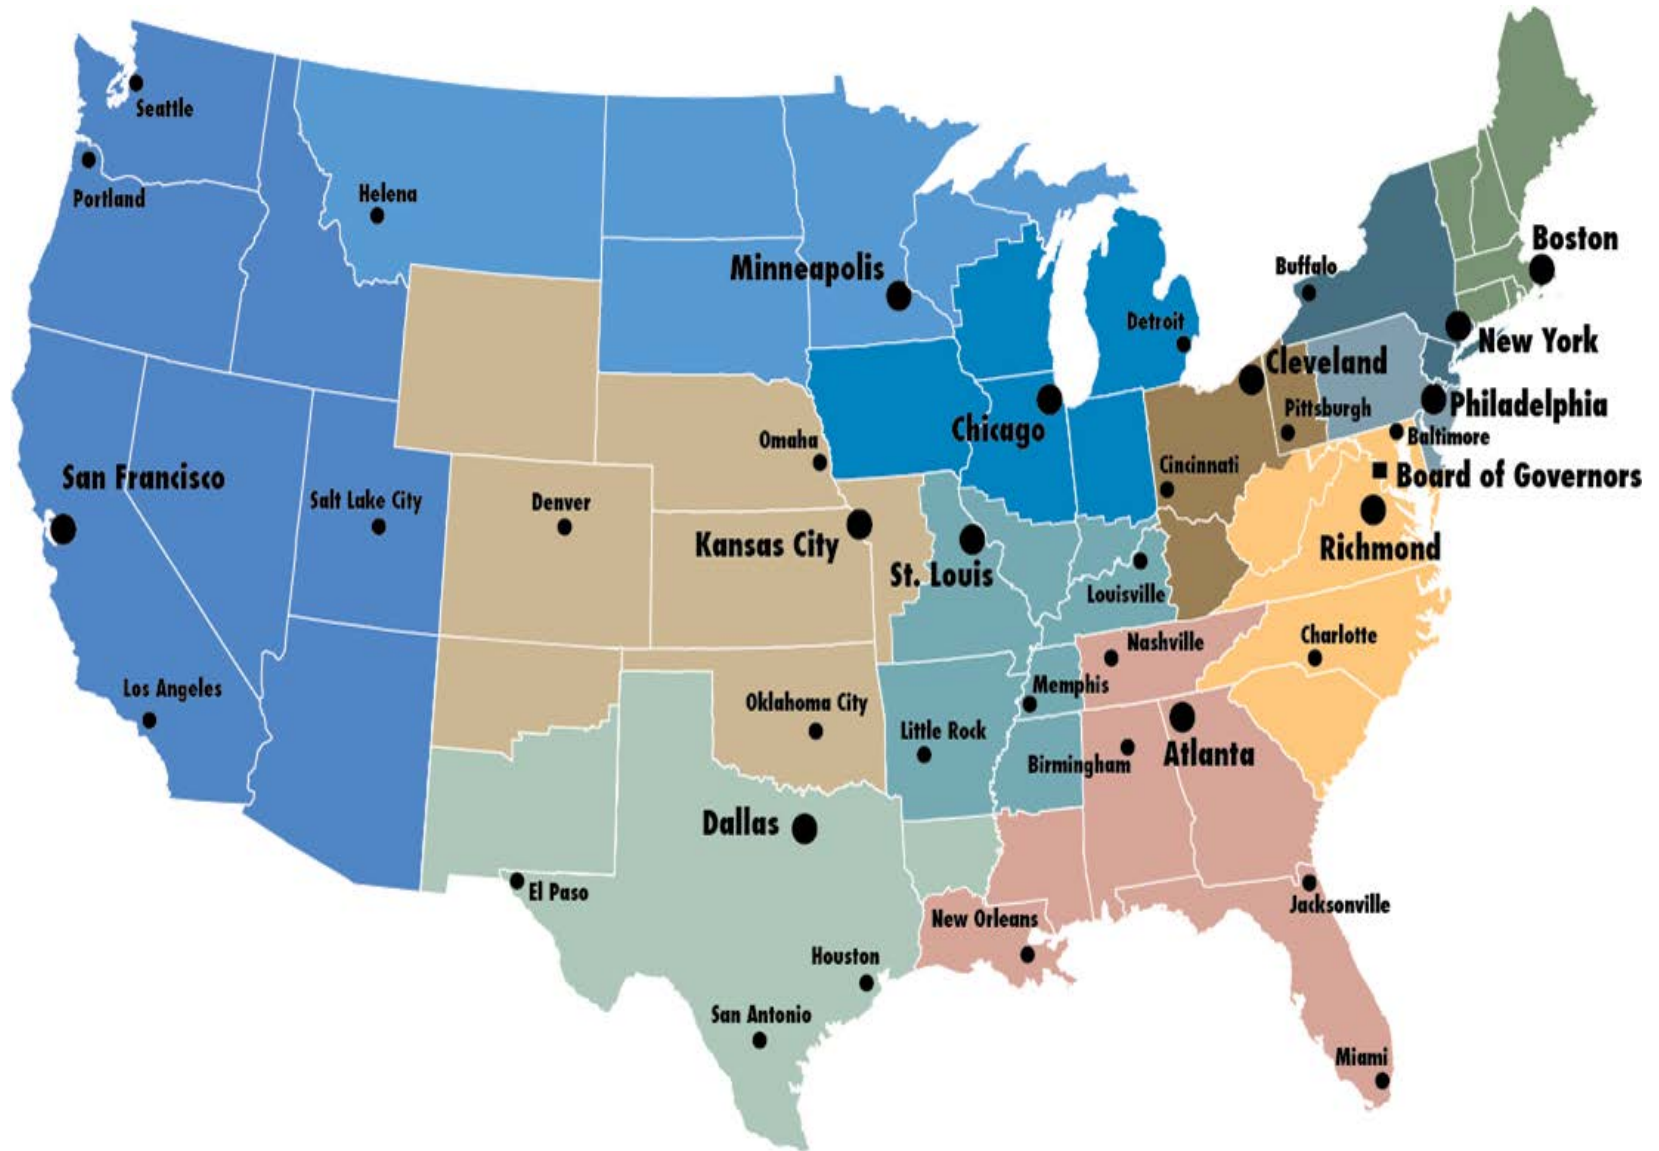 Seattle
Portland
Helena
Minneapolis
Boston
Buffalo
Detroit
New York
Cleveland
Philadelphia
Pittsburgh
Chicago
Omaha
Baltimore
Cincinnati
San Francisco
Board of Governors
Salt Lake City
Denver
Kansas City
Richmond
St. Louis
Louisville
Charlotte
Nashville
Los Angeles
Memphis
Oklahoma City
Little Rock
Birmingham
Atlanta
Dallas
El Paso
Jacksonville
New Orleans
Houston
San Antonio
Miami